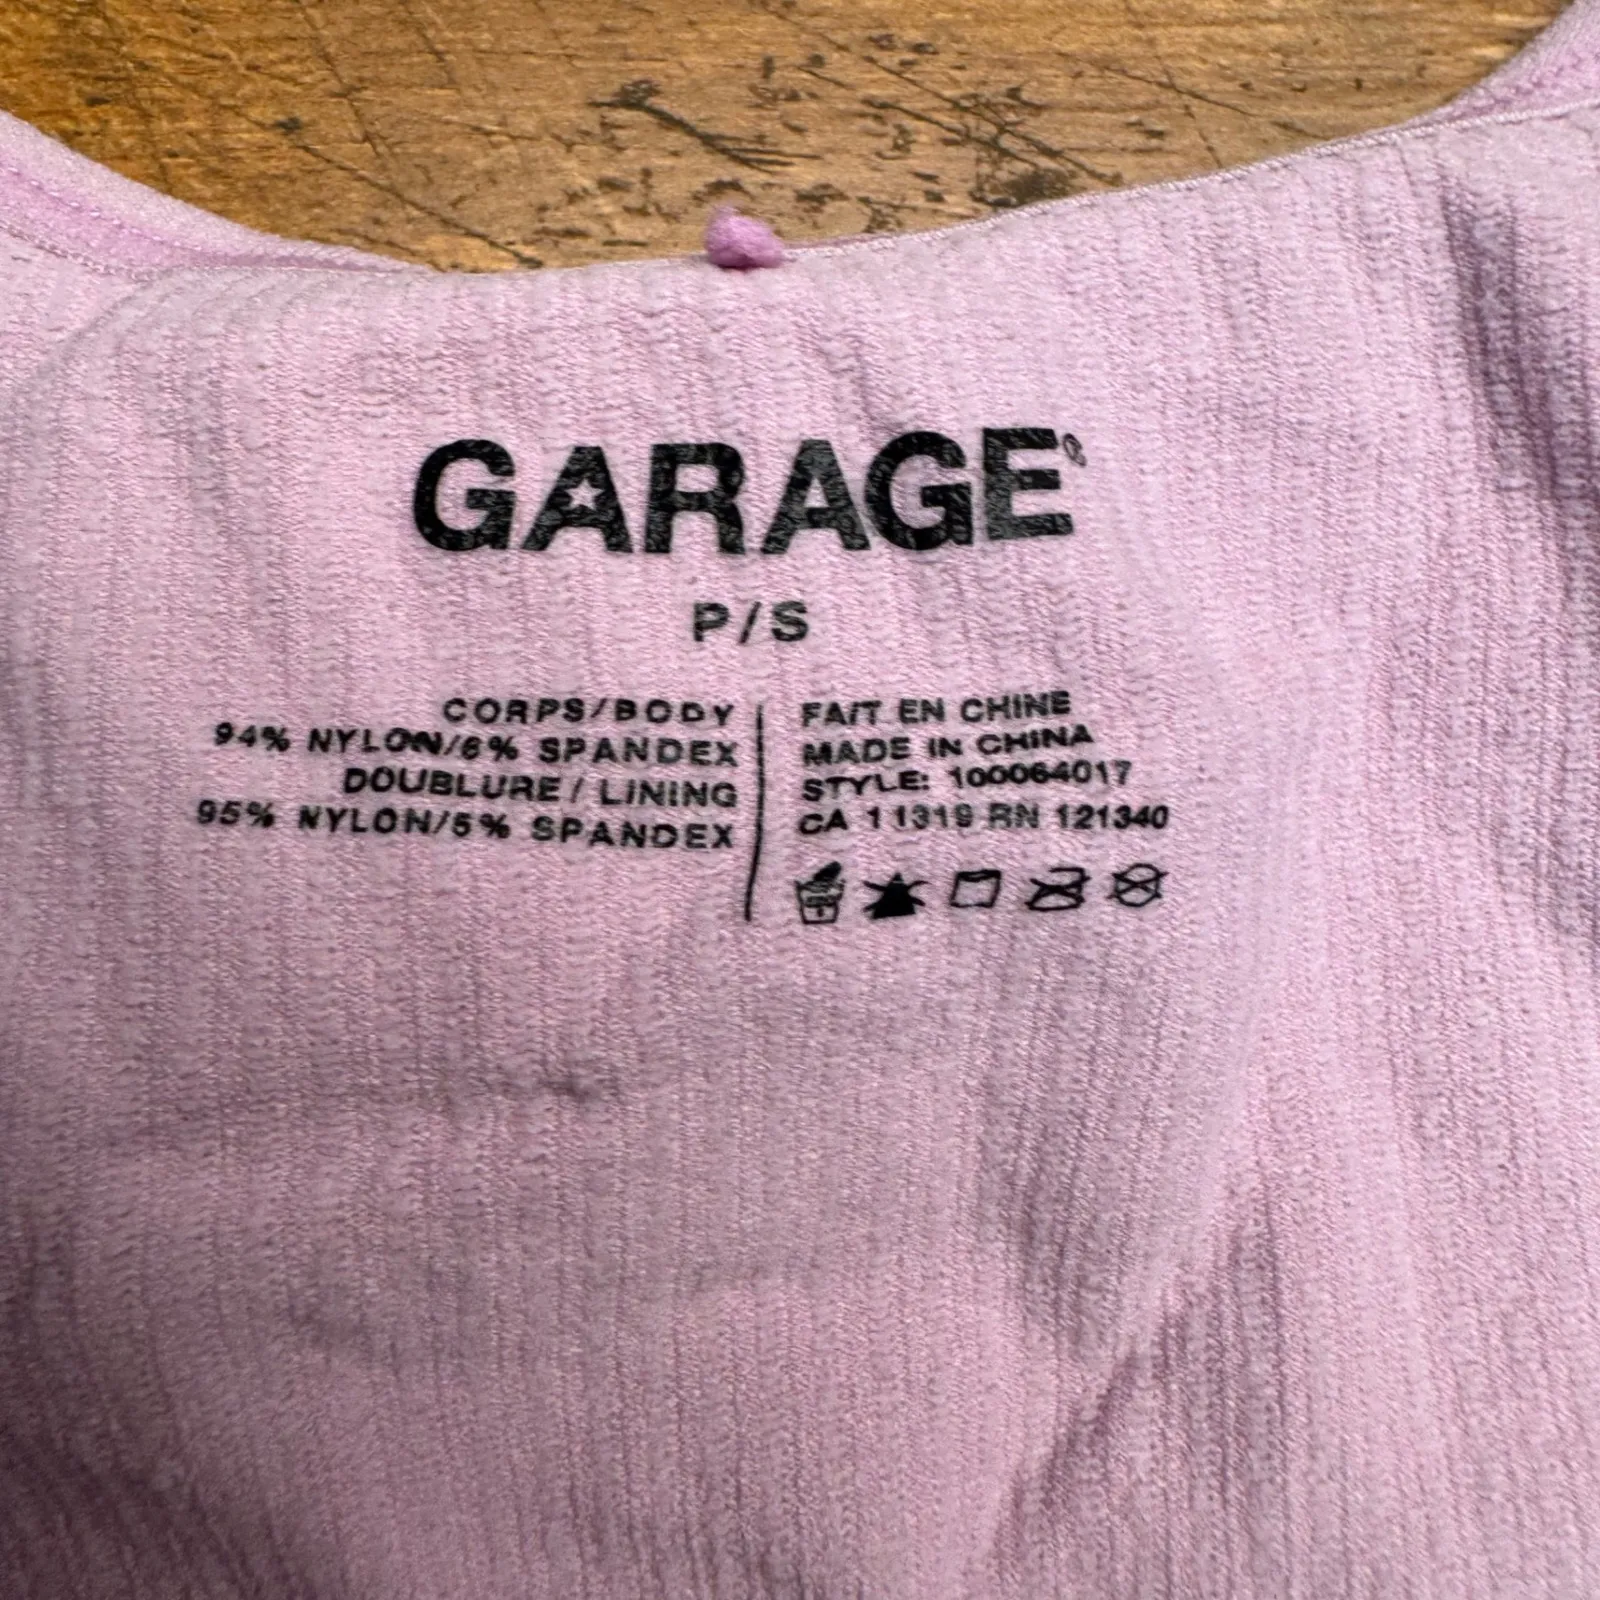 GARAGE®
P/S
CORPS/BODY
94% NYLON/6% SPANDEX
DOUBLURE / LINING
95% NYLON/5% SPANDEX
FAIT EN CHINE
MADE IN CHINA
STYLE: 100064017
CA 11319 RN 121340